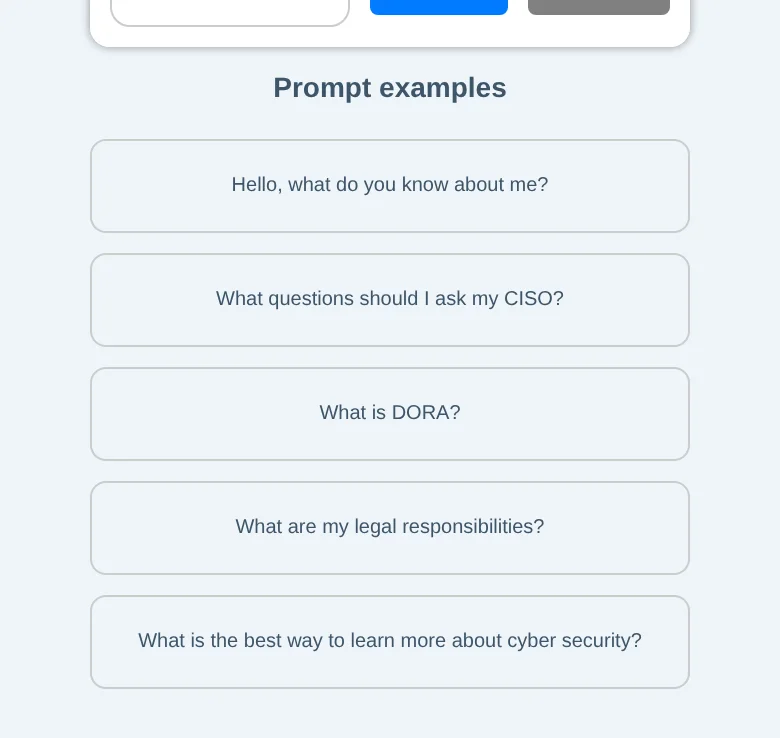 Prompt examples
Hello, what do you know about me?
What questions should I ask my CISO?
What is DORA?
What are my legal responsibilities?
What is the best way to learn more about cyber security?